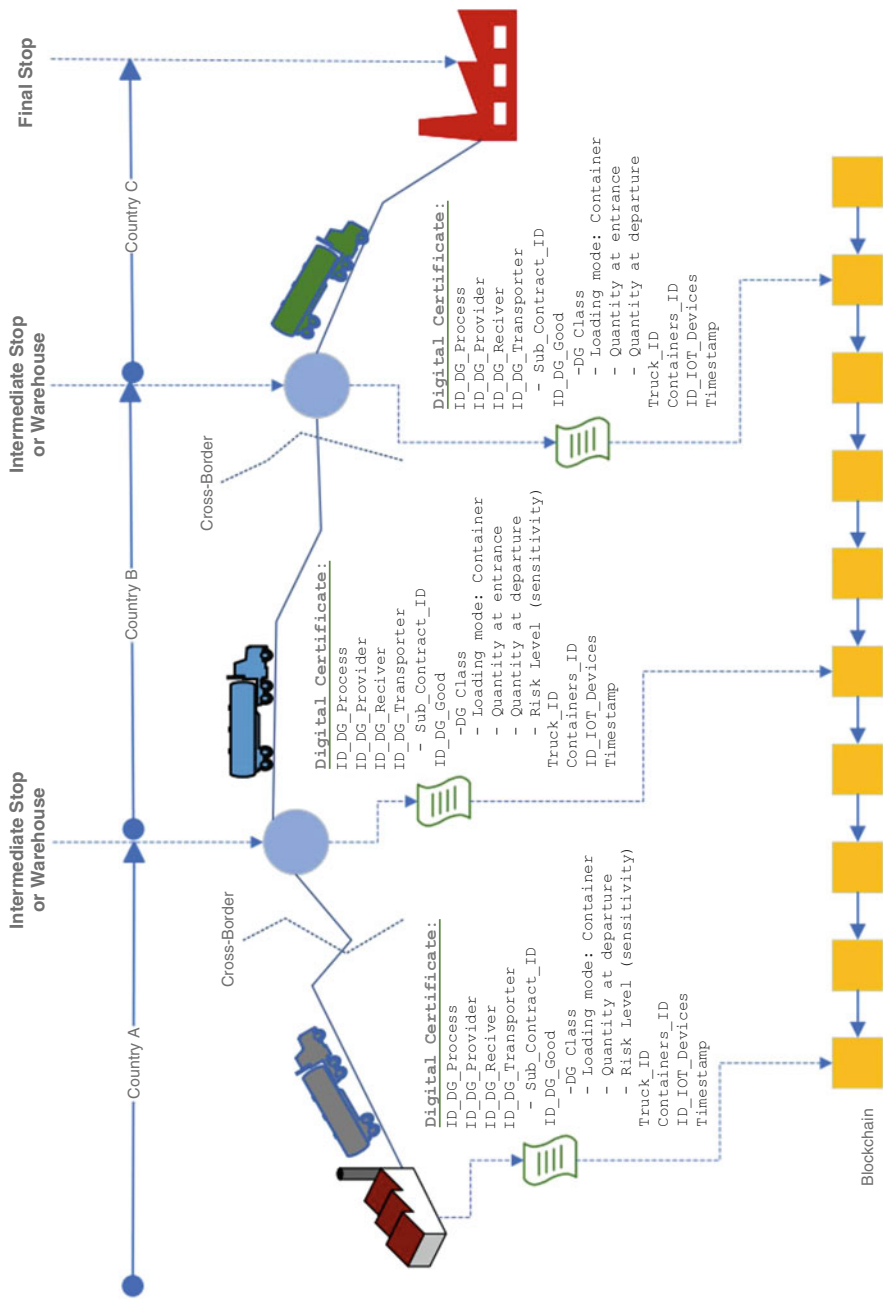 Intermediate Stop
or Warehouse
Intermediate Stop
or Warehouse
Final Stop
Country A
Country B
Country C
Cross-Border
Cross-Border
Digital Certificate:
ID_DG_Process
ID_DG_Provider
ID_DG_Reciver
ID_DG_Transporter
- Sub_Contract_ID
ID_DG_Good
-DG Class
- Loading mode: Container
- Quantity at departure
- Risk Level (sensitivity)
Truck_ID
Containers_ID
ID_IOT_Devices
Timestamp
Digital Certificate:
ID_DG_Process
ID_DG_Provider
ID_DG_Reciver
ID_DG_Transporter
- Sub_Contract_ID
ID_DG_Good
-DG Class
- Loading mode: Container
- Quantity at entrance
- Quantity at departure
- Risk Level (sensitivity)
Truck_ID
Containers_ID
ID_IOT_Devices
Timestamp
Digital Certificate:
ID_DG_Process
ID_DG_Provider
ID_DG_Reciver
ID_DG_Transporter
- Sub_Contract_ID
ID_DG_Good
-DG Class
- Loading mode: Container
- Quantity at entrance
- Quantity at departure
Truck_ID
Containers_ID
ID_IOT_Devices
Timestamp
Blockchain